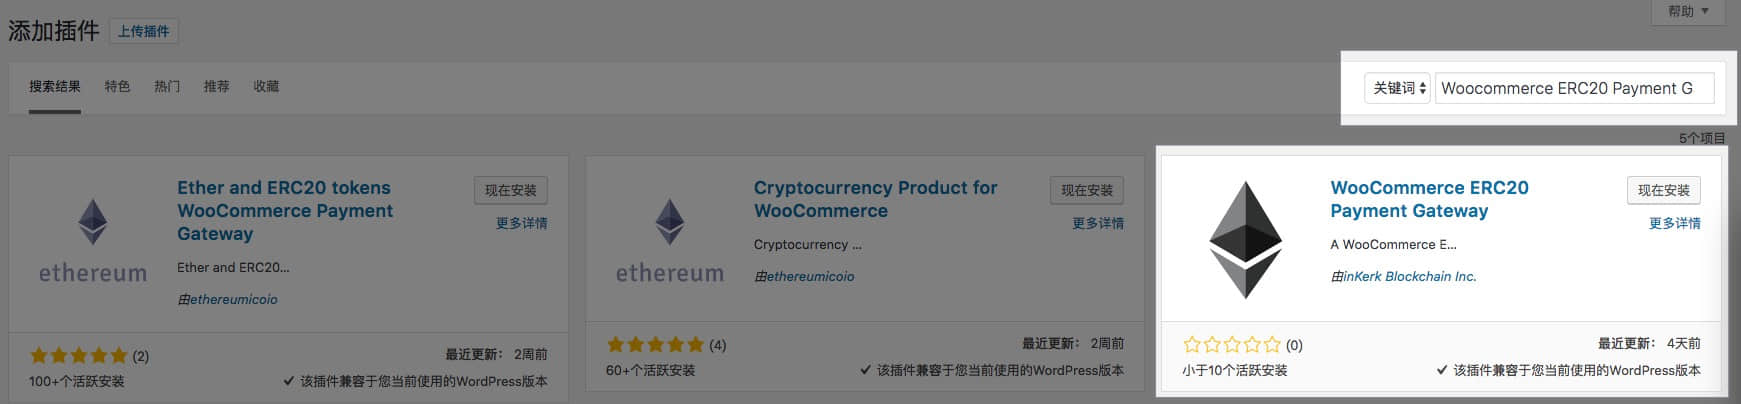 帮助 ▼
添加插件 上传插件
搜索结果 特色 热门 推荐 收藏
关键词 Woocommerce ERC20 Payment G
5个项目
ethereum
Ether and ERC20 tokens
WooCommerce Payment
Gateway
现在安装
更多详情
Ether and ERC20...
由ethereumicoio
(2)
最近更新： 2周前
100+个活跃安装
✔ 该插件兼容于您当前使用的WordPress版本
ethereum
Cryptocurrency Product for
WooCommerce
现在安装
更多详情
Cryptocurrency ...
由ethereumicoio
(4)
最近更新： 2周前
60+个活跃安装
✔ 该插件兼容于您当前使用的WordPress版本
WooCommerce ERC20
Payment Gateway
现在安装
更多详情
A WooCommerce E...
由inKerk Blockchain Inc.
(0)
最近更新： 4天前
小于10个活跃安装
✔ 该插件兼容于您当前使用的WordPress版本